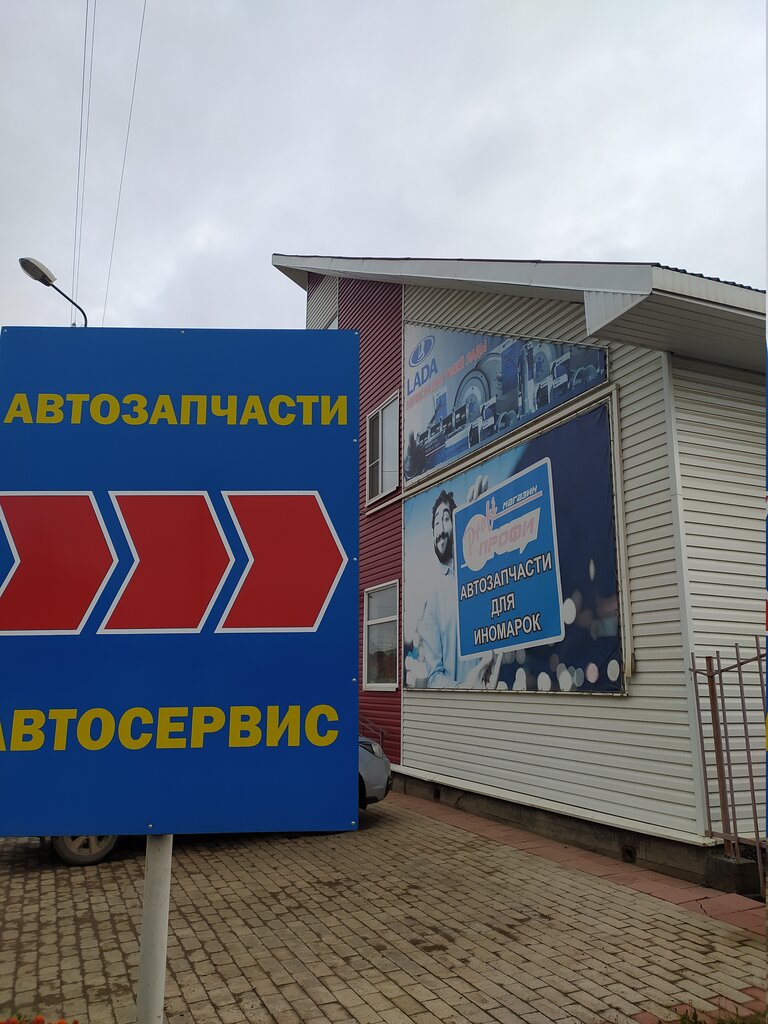 АВТОЗАПЧАСТИ
АВТОСЕРВИС
LADA
магазин
ПРОФИ
АВТОЗАПЧАСТИ
ДЛЯ
ИНОМАРОК